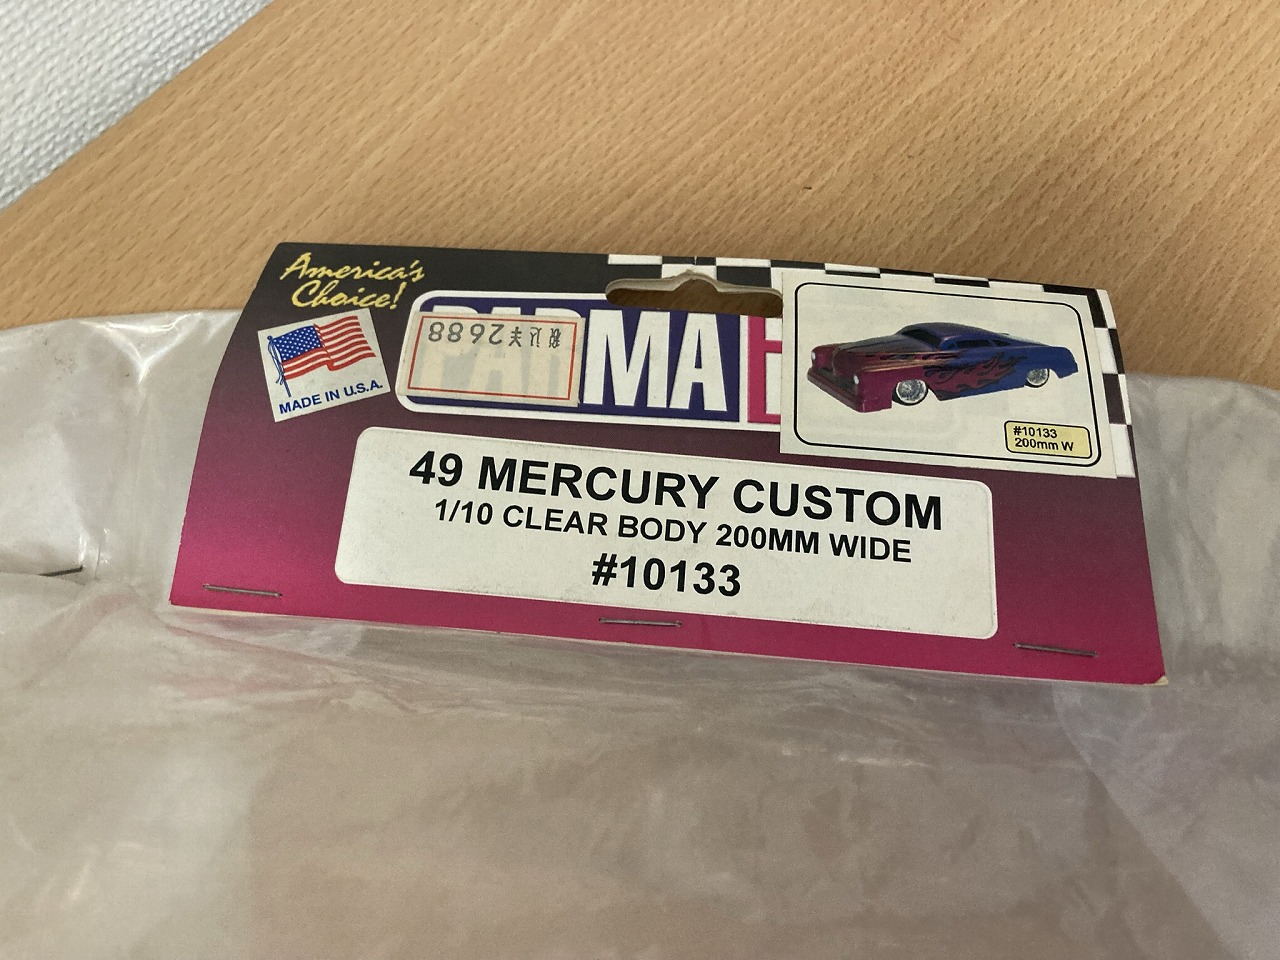 America's
Choice!
MADE IN U.S.A.
PARMA
税込¥2688
#10133
200mm W
49 MERCURY CUSTOM
1/10 CLEAR BODY 200MM WIDE
#10133